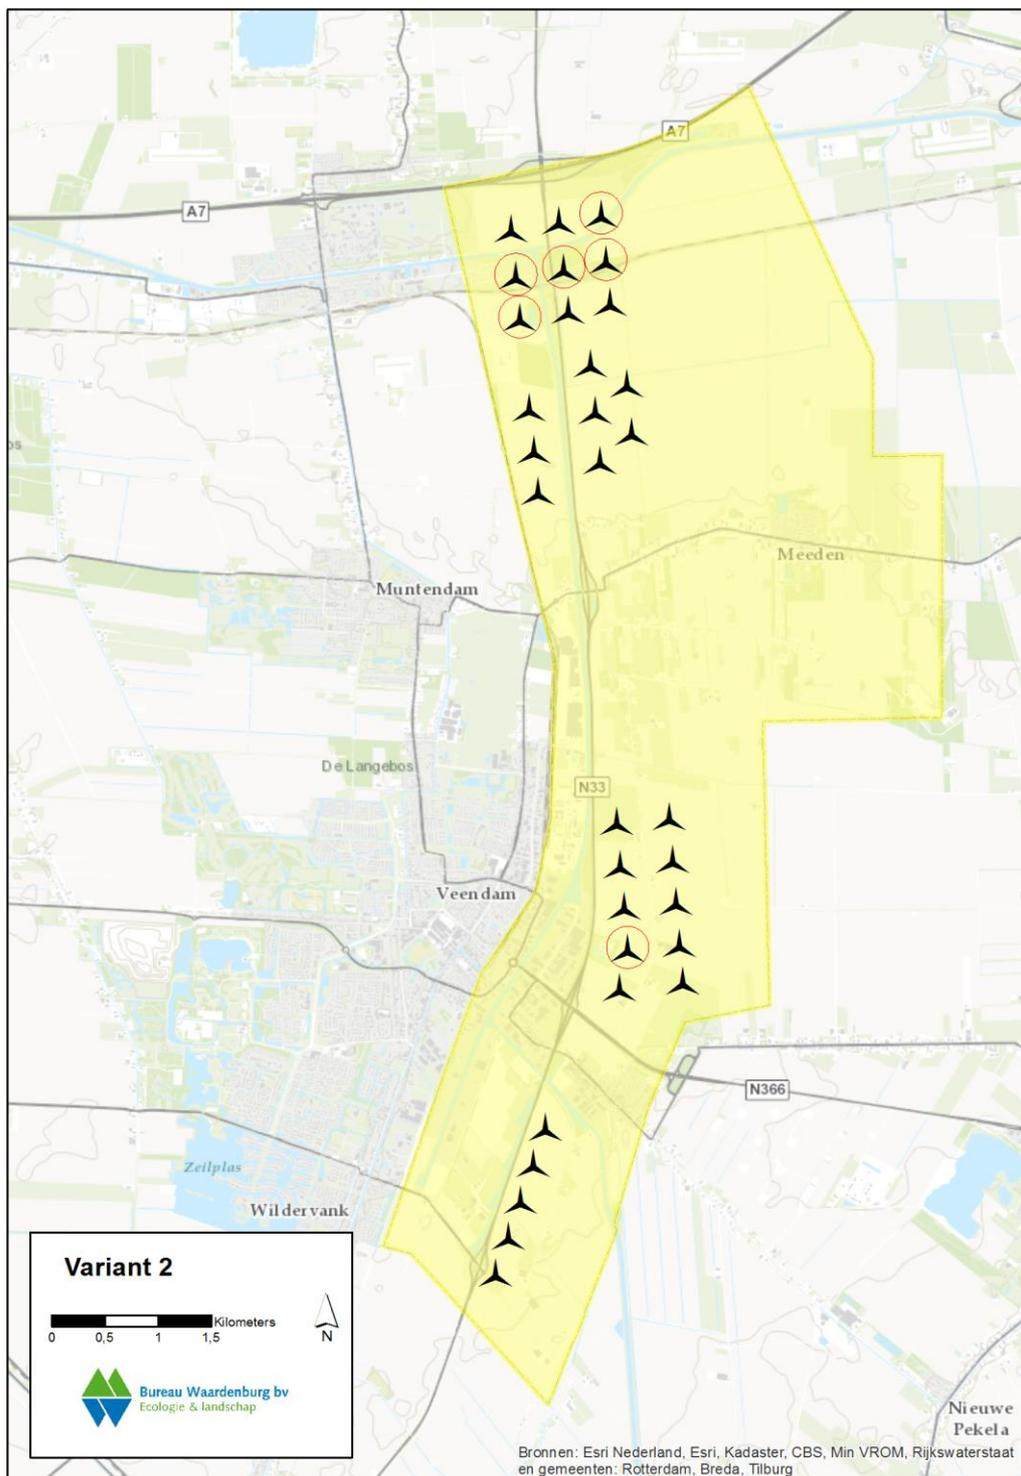 A7
A7
os
Meeden
Muntendam
De Langebos
N33
Veendam
N366
Zeilplas
Wildervank
Variant 2
Kilometers
0 0,5 1 1,5
N
Bureau Waardenburg bv
Ecologie & landschap
Nieuwe
Pekela
Bronnen: Esri Nederland, Esri, Kadaster, CBS, Min VROM, Rijkswaterstaat
en gemeenten: Rotterdam, Breda, Tilburg